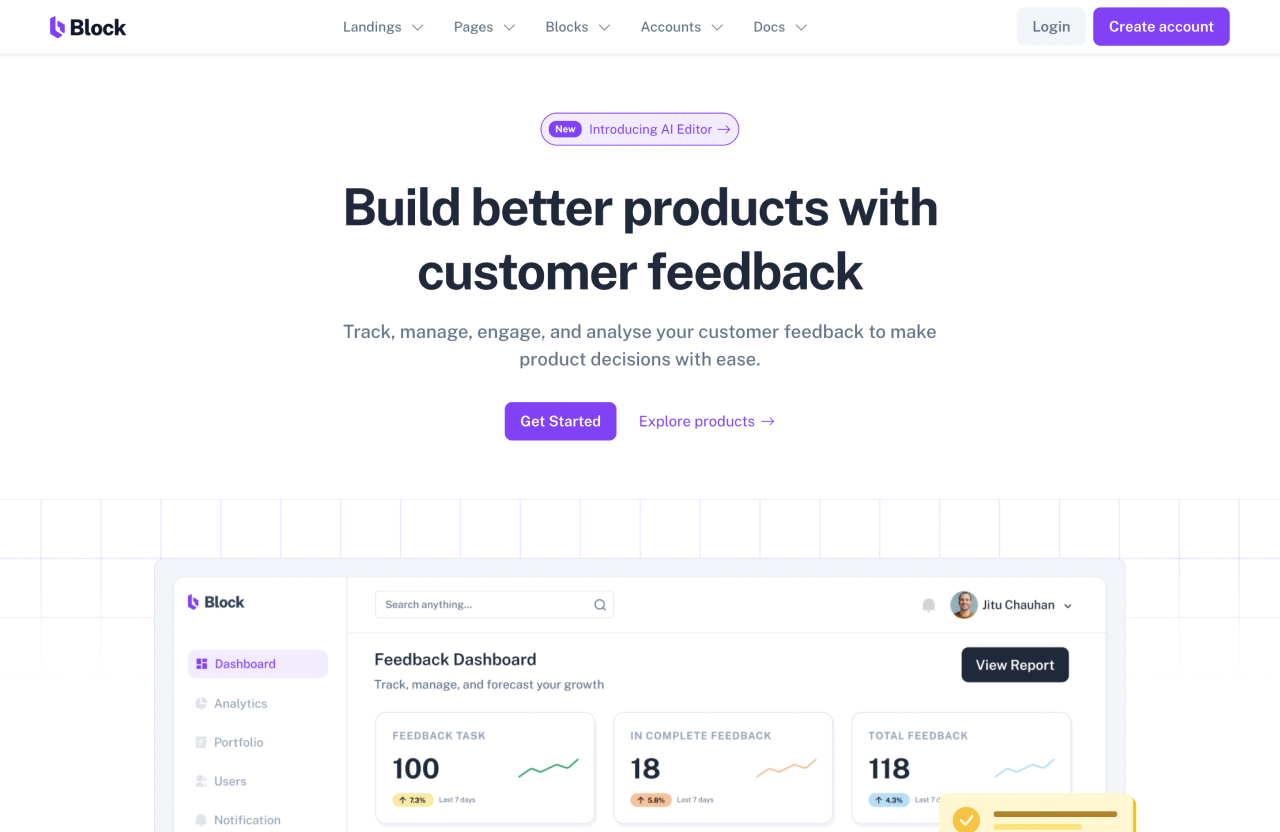 Block
Landings
Pages
Blocks
Accounts
Docs
Login
Create account
New Introducing AI Editor →
Build better products with
customer feedback
Track, manage, engage, and analyse your customer feedback to make
product decisions with ease.
Get Started
Explore products →
Block
Search anything...
Jitu Chauhan
Dashboard
Analytics
Portfolio
Users
Notification
Feedback Dashboard
Track, manage, and forecast your growth
View Report
FEEDBACK TASK
100
↑ 7.3% Last 7 days
IN COMPLETE FEEDBACK
18
↑ 5.8% Last 7 days
TOTAL FEEDBACK
118
↑ 4.3% Last 7